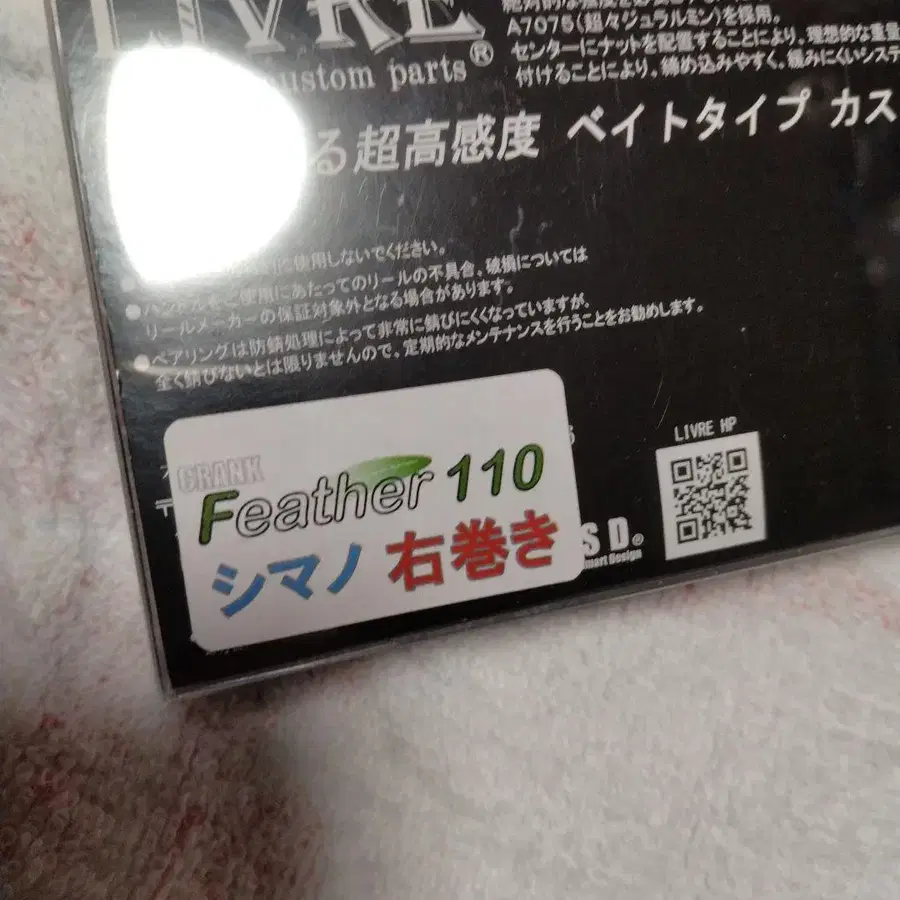 LIVRE
custom parts®
A7075(超々ジュラルミン)を採用。
センターにナットを配置することにより、理想的な重量
付けることにより、締め込みやすく、緩みにくいシステ
る超高感度 ベイトタイプ カス
に使用しないでください。
●ハンドルをご使用にあたってのリールの不具合、破損については
リールメーカーの保証対象外となる場合があります。
●ベアリングは防錆処理によって非常に錆びにくくなっていますが、
全く錆びないとは限りませんので、定期的なメンテナンスを行うことをお勧めします。
LIVRE HP
CRANK
Feather 110
シマノ 右巻き
〒
S D®
mart Design